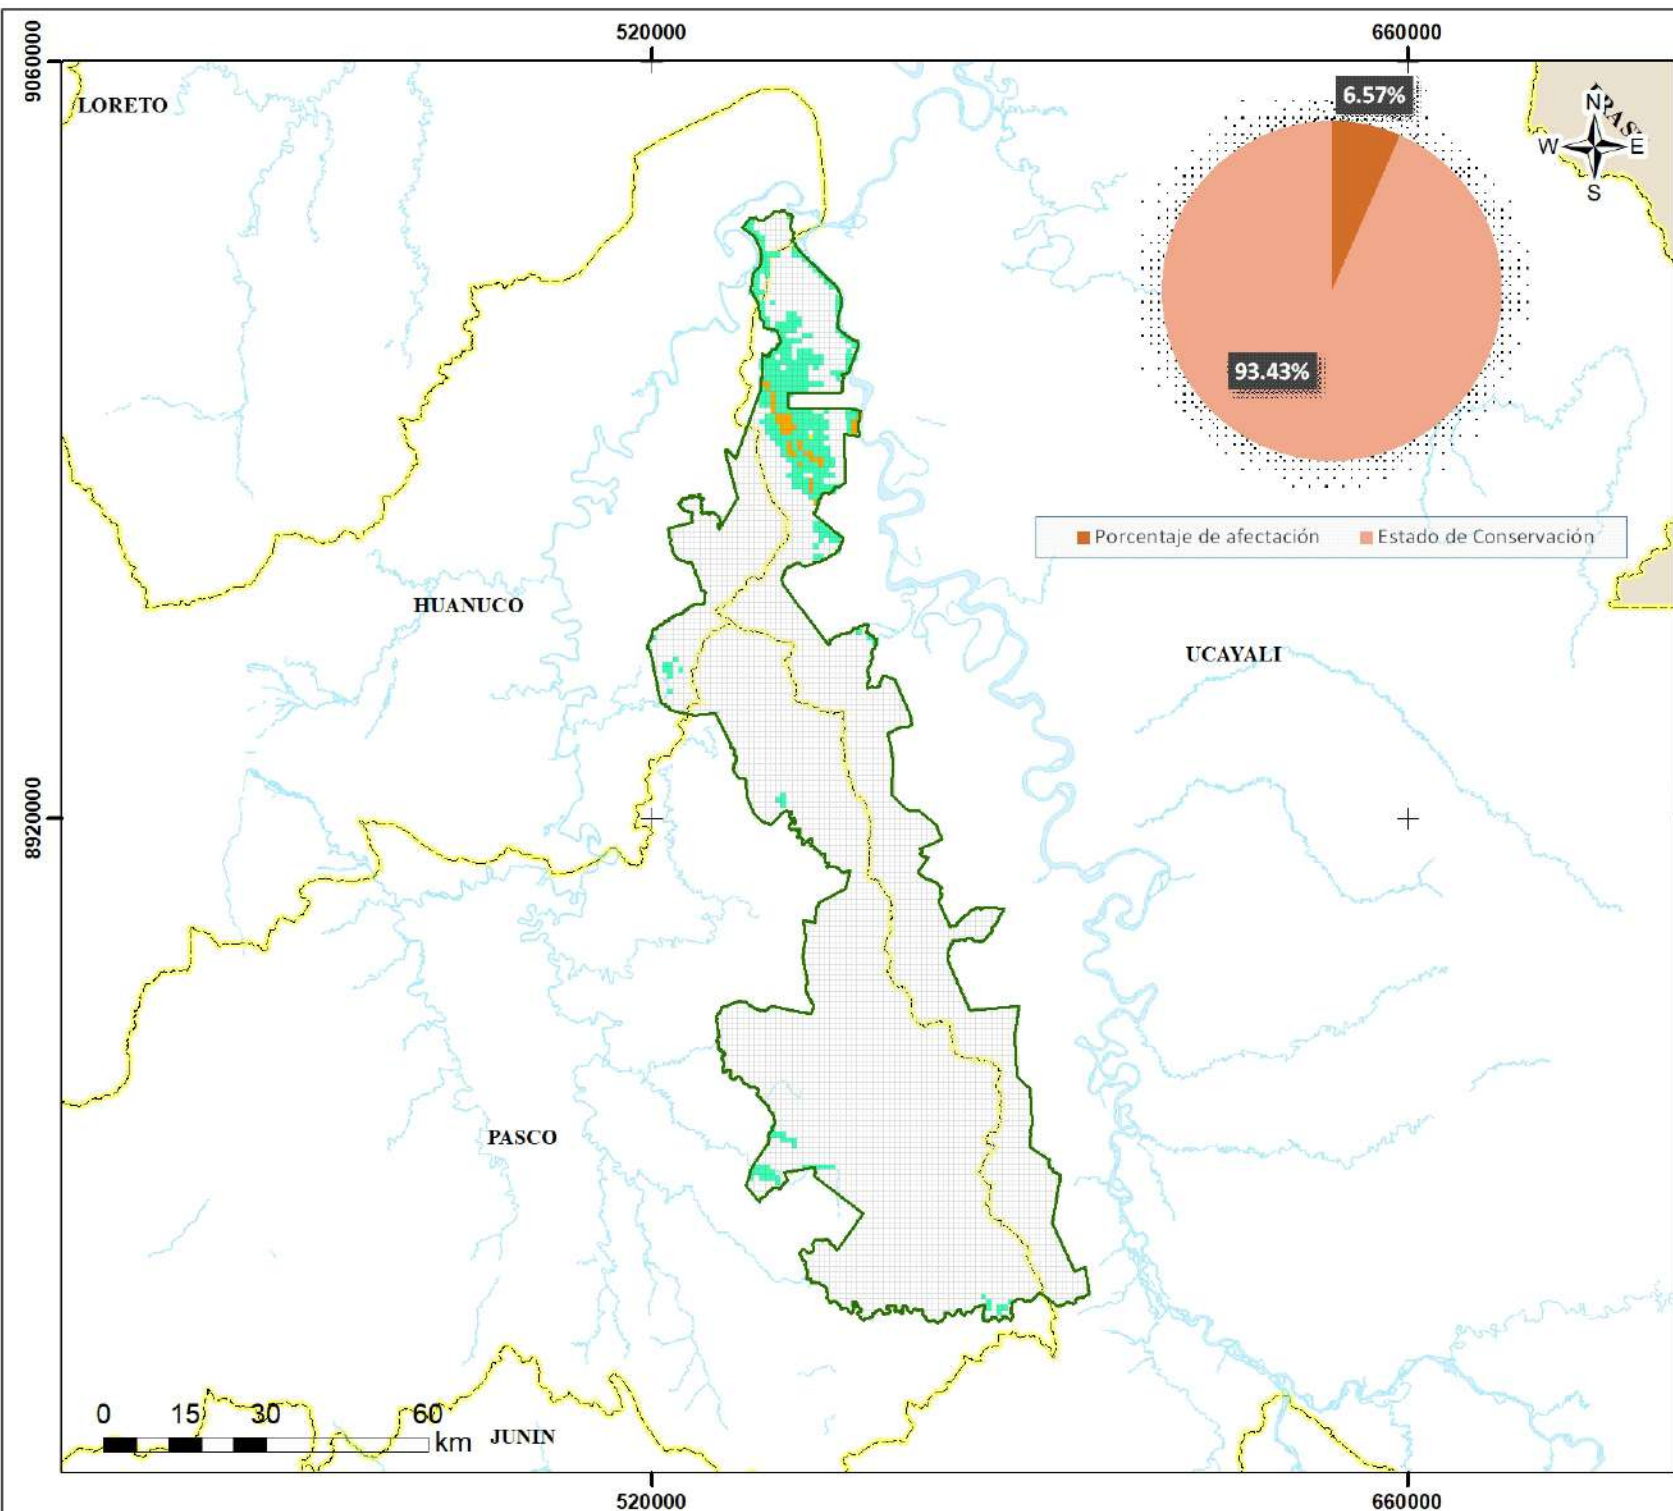 520000 660000
9060000
LORETO
6.57%
N
W E
S
93.43%
Porcentaje de afectación Estado de Conservación
HUANUCO
UCAYALI
8920000
PASCO
0 15 30 60
km
JUNIN
520000 660000